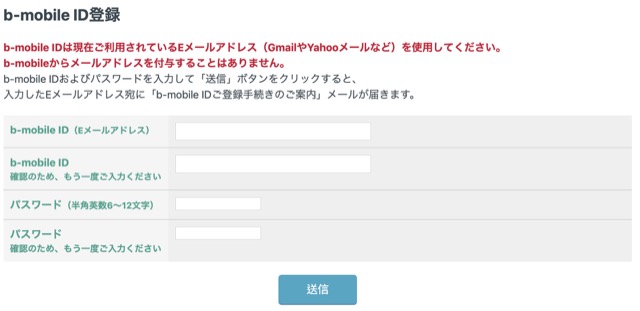 b-mobile ID登録
b-mobile IDは現在ご利用されているEメールアドレス（GmailやYahooメールなど）を使用してください。
b-mobileからメールアドレスを付与することはありません。
b-mobile IDおよびパスワードを入力して「送信」ボタンをクリックすると、
入力したEメールアドレス宛に「b-mobile IDご登録手続きのご案内」メールが届きます。
b-mobile ID（Eメールアドレス）
b-mobile ID
確認のため、もう一度ご入力ください
パスワード（半角英数6〜12文字）
パスワード
確認のため、もう一度ご入力ください
送信